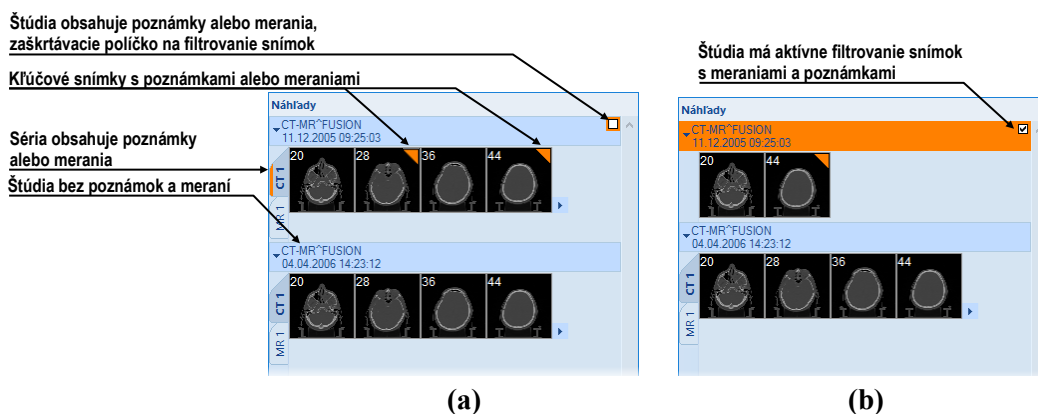 Štúdia obsahuje poznámky alebo merania,
zaškrtávacie políčko na filtrovanie snímok
Kľúčové snímky s poznámkami alebo meraniami
Séria obsahuje poznámky
alebo merania
Štúdia bez poznámok a meraní
Náhľady
CT-MR^FUSION
11.12.2005 09:25:03
20 28 36 44
CT 1
MR 1
CT-MR^FUSION
04.04.2006 14:23:12
20 28 36 44
CT 1
MR 1
(a)
Štúdia má aktívne filtrovanie snímok
s meraniami a poznámkami
Náhľady
CT-MR^FUSION
11.12.2005 09:25:03
20 44
CT-MR^FUSION
04.04.2006 14:23:12
20 28 36 44
CT 1
MR 1
(b)